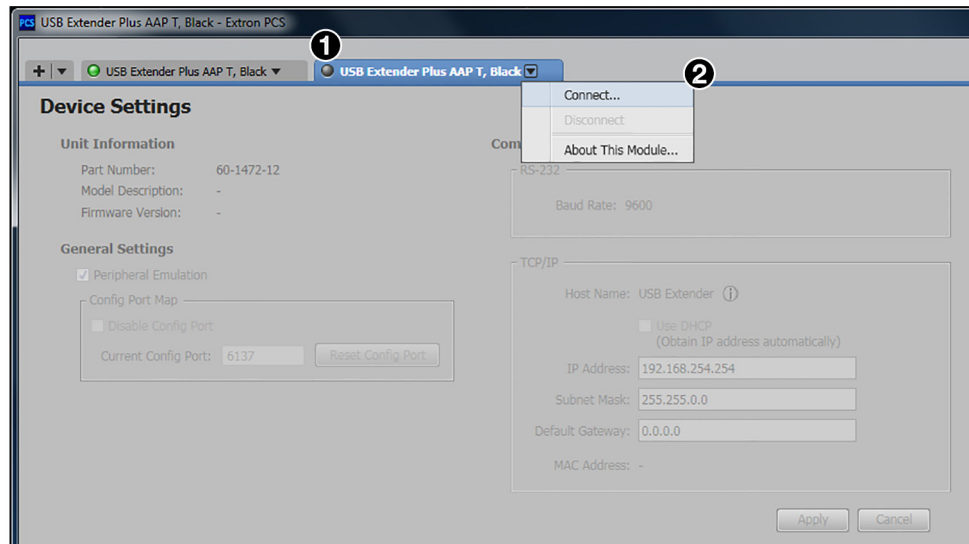 PCS USB Extender Plus AAP T, Black - Extron PCS
1
USB Extender Plus AAP T, Black
USB Extender Plus AAP T, Black
2
Connect...
Disconnect
About This Module...
Device Settings
Unit Information
Part Number: 60-1472-12
Model Description: -
Firmware Version: -
General Settings
Peripheral Emulation
Config Port Map
Disable Config Port
Current Config Port: 6137
Reset Config Port
Com
RS-232
Baud Rate: 9600
TCP/IP
Host Name: USB Extender
Use DHCP
(Obtain IP address automatically)
IP Address: 192.168.254.254
Subnet Mask: 255.255.0.0
Default Gateway: 0.0.0.0
MAC Address: -
Apply
Cancel